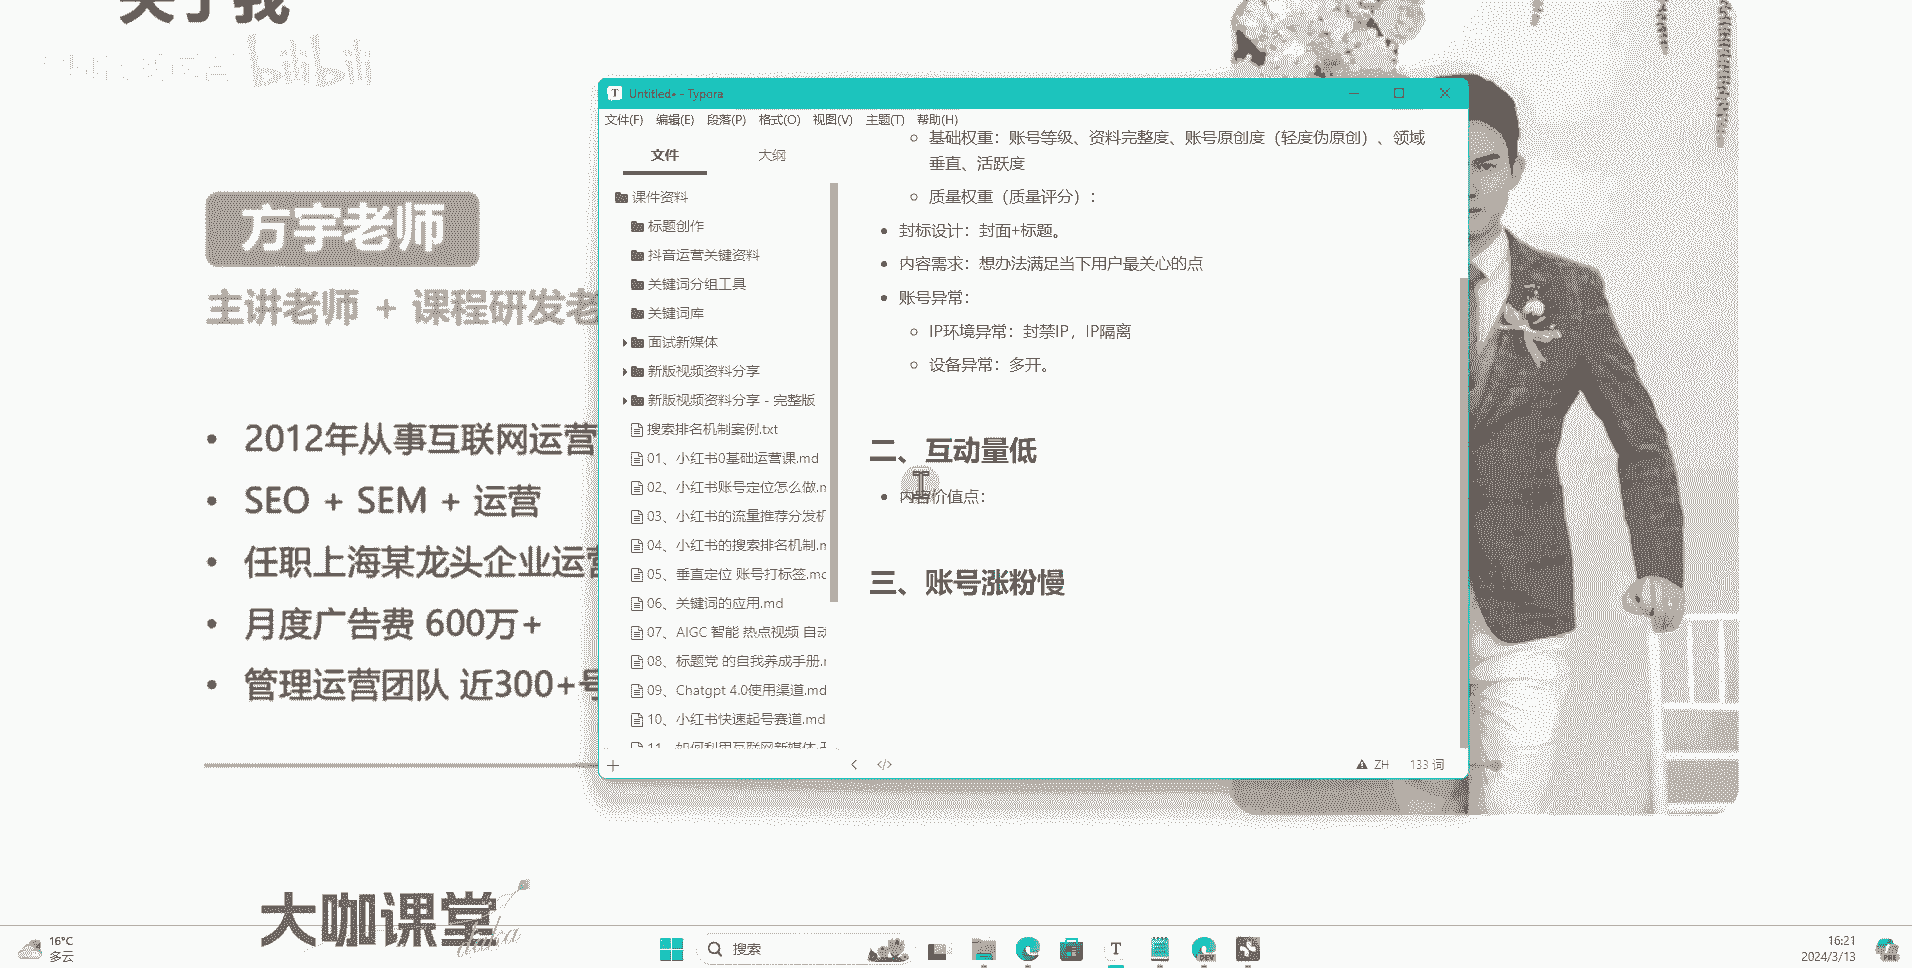 关于我
bilibili
方宇老师
主讲老师 + 课程研发老
2012年从事互联网运营
SEO + SEM + 运营
任职上海某龙头企业运营
月度广告费 600万+
管理运营团队 近300+号
大咖课堂
Untitled• - Typora
文件(F) 编辑(E) 段落(P) 格式(O) 视图(V) 主题(T) 帮助(H)
文件 大纲
课件资料
标题创作
抖音运营关键资料
关键词分组工具
关键词库
面试新媒体
新版视频资料分享
新版视频资料分享 - 完整版
搜索排名机制案例.txt
01、小红书0基础运营课.md
02、小红书账号定位怎么做.m
03、小红书的流量推荐分发机
04、小红书的搜索排名机制.m
05、垂直定位 账号打标签.mc
06、关键词的应用.md
07、AIGC 智能 热点视频 自动
08、标题党 的自我养成手册.r
09、Chatgpt 4.0使用渠道.md
10、小红书快速起号赛道.md
11、如何利用互联网新媒体
基础权重：账号等级、资料完整度、账号原创度（轻度伪原创）、领域
垂直、活跃度
质量权重（质量评分）：
封标设计：封面+标题。
内容需求：想办法满足当下用户最关心的点
账号异常：
IP环境异常：封禁IP，IP隔离
设备异常：多开。
二、互动量低
内容价值点：
三、账号涨粉慢
ZH 133 词
16°C
多云
搜索
DEV
16:21
2024/3/13
PRE